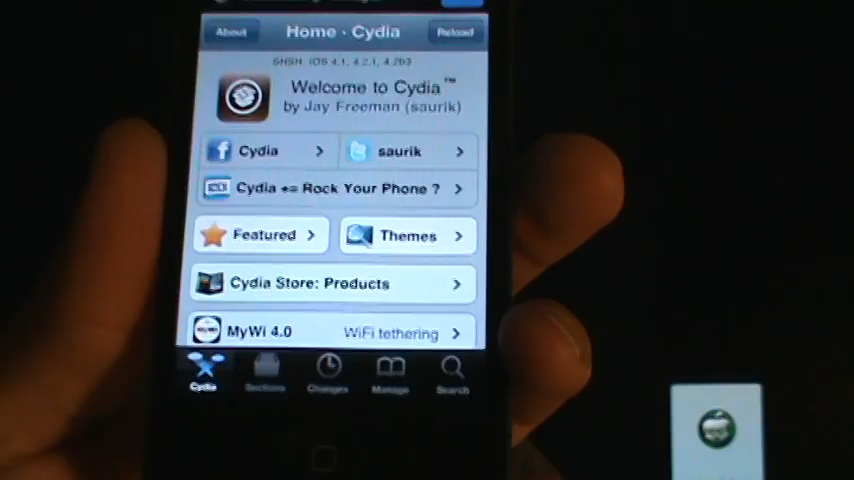 About Home · Cydia Reload
SHSH: iOS 4.1, 4.2.1, 4.2b3
Welcome to Cydia™
by Jay Freeman (saurik)
Cydia saurik
Cydia += Rock Your Phone ?
Featured Themes
Cydia Store: Products
MyWi 4.0 WiFi tethering
Cydia Sections Changes Manage Search